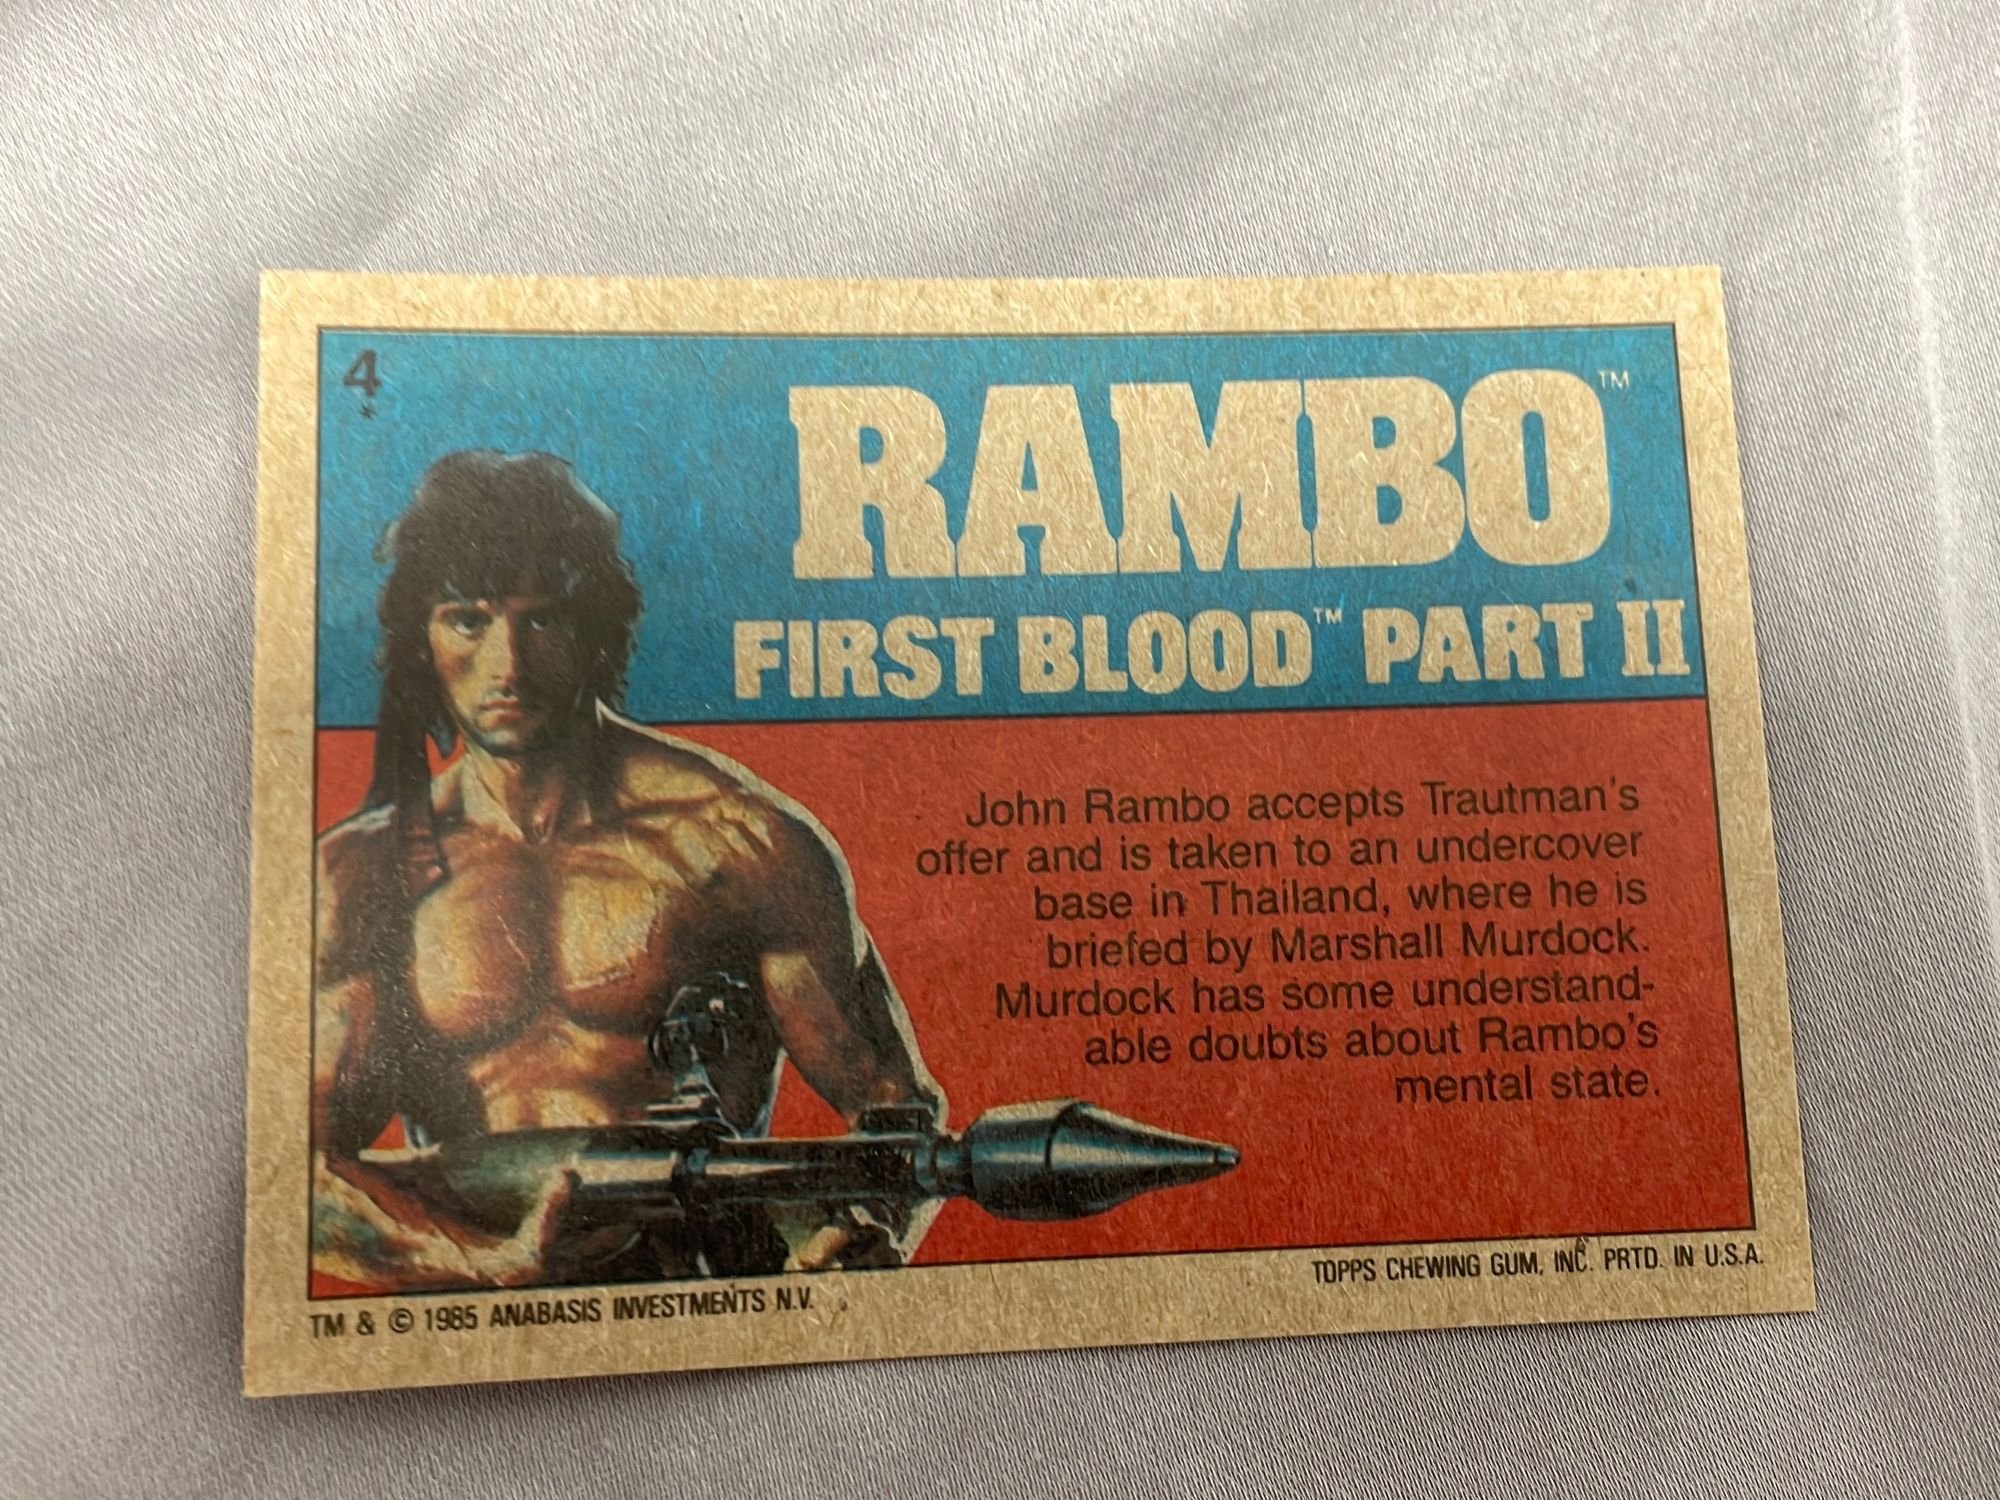 4
*
RAMBO™
FIRST BLOOD™ PART II
John Rambo accepts Trautman's
offer and is taken to an undercover
base in Thailand, where he is
briefed by Marshall Murdock.
Murdock has some understand-
able doubts about Rambo's
mental state.
TM & © 1985 ANABASIS INVESTMENTS N.V.
TOPPS CHEWING GUM, INC. PRTD. IN U.S.A.